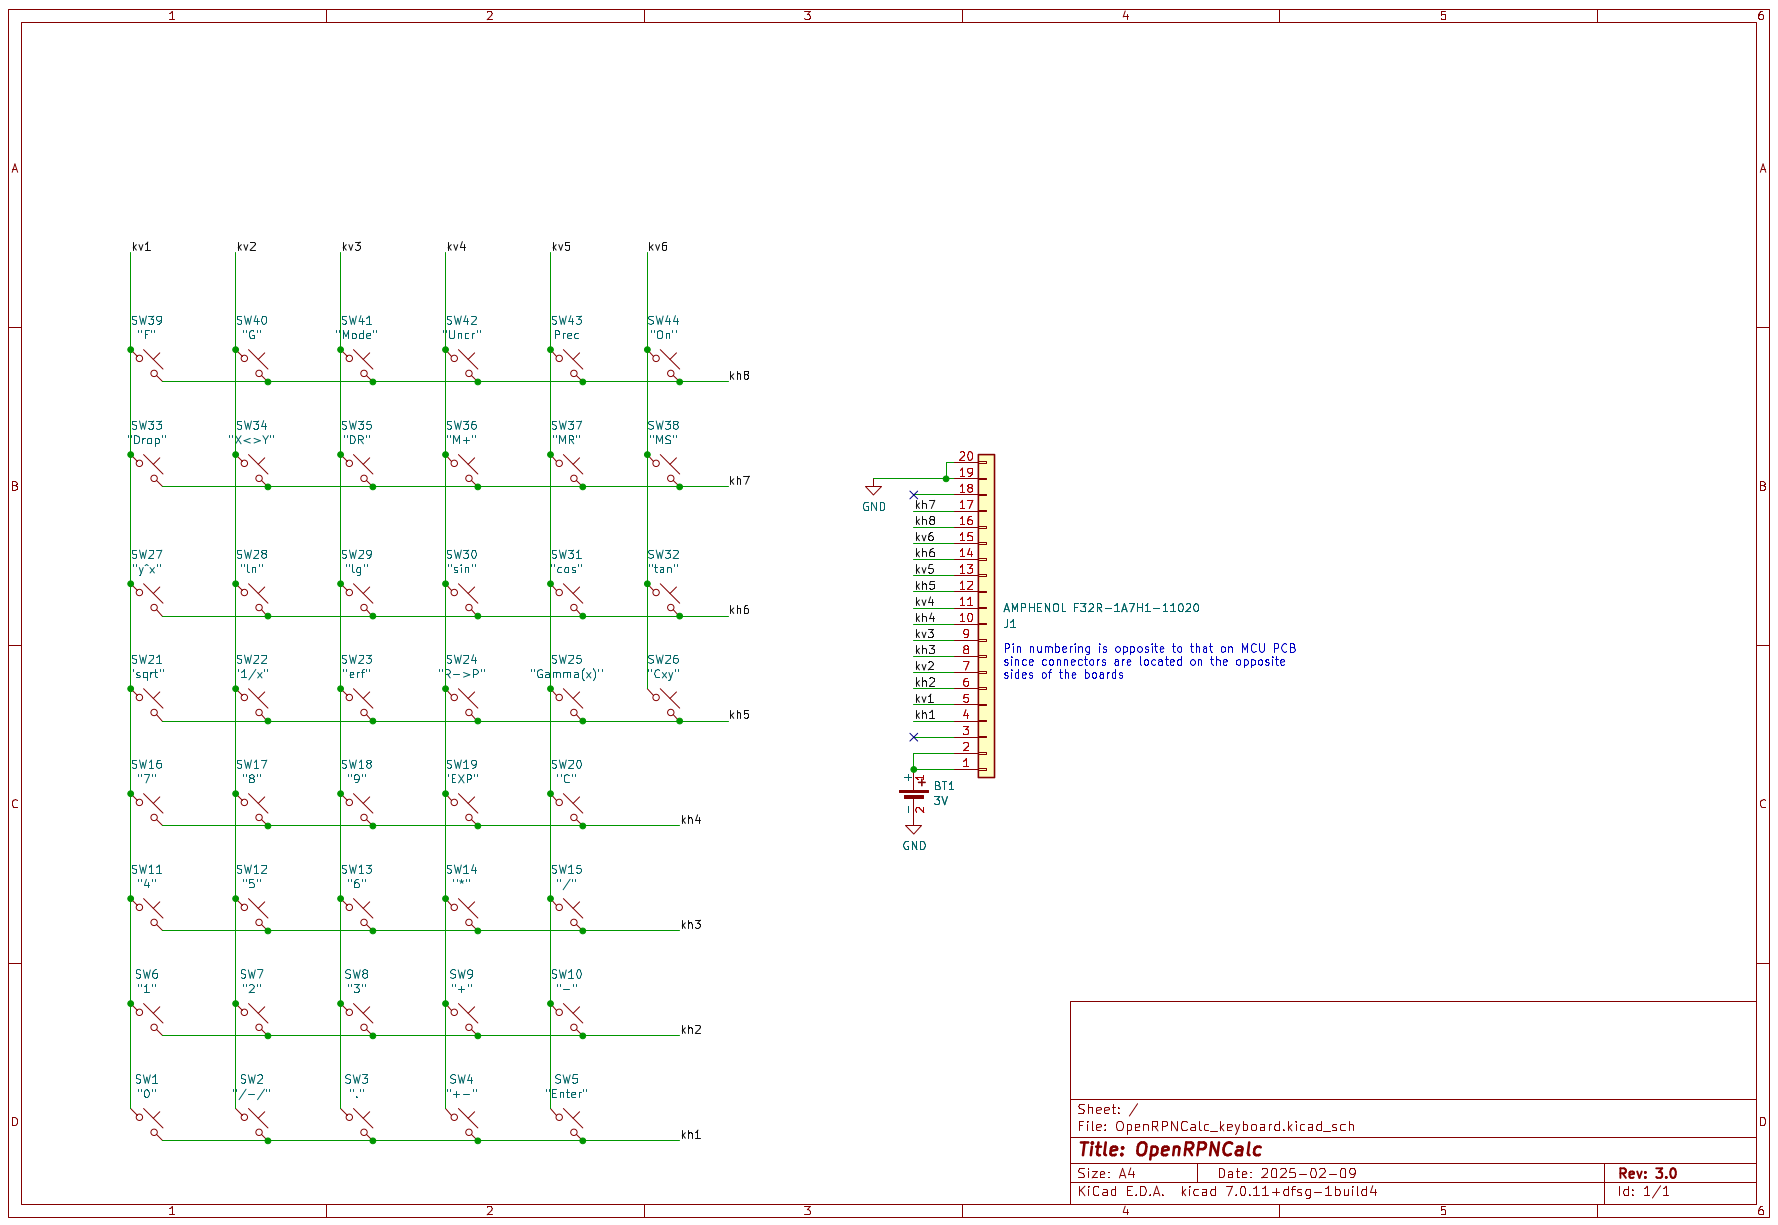 1 2 3 4 5 6
A A
B B
C C
D D
kv1 kv2 kv3 kv4 kv5 kv6
SW39 SW40 SW41 SW42 SW43 SW44
"F" "G" "Mode" "Uncr" Prec "On"
kh8
SW33 SW34 SW35 SW36 SW37 SW38
"Drop" "X<>Y" "DR" "M+" "MR" "MS"
kh7
SW27 SW28 SW29 SW30 SW31 SW32
"y^x" "ln" "lg" "sin" "cos" "tan"
kh6
SW21 SW22 SW23 SW24 SW25 SW26
"sqrt" "1/x" "erf" "R->P" "Gamma(x)" "Cxy"
kh5
SW16 SW17 SW18 SW19 SW20
"7" "8" "9" "EXP" "C"
kh4
SW11 SW12 SW13 SW14 SW15
"4" "5" "6" "*" "/"
kh3
SW6 SW7 SW8 SW9 SW10
"1" "2" "3" "+" "-"
kh2
SW1 SW2 SW3 SW4 SW5
"0" "/-/" "." "+-" "Enter"
kh1
20
19
18
kh7 17
kh8 16
kv6 15
kh6 14
kv5 13
kh5 12
kv4 11
kh4 10
kv3 9
kh3 8
kv2 7
kh2 6
kv1 5
kh1 4
3
2
1
GND
AMPHENOL F32R-1A7H1-11020
J1
Pin numbering is opposite to that on MCU PCB
since connectors are located on the opposite
sides of the boards
+ 1 +
BT1
3V
- 2
GND
Sheet: /
File: OpenRPNCalc_keyboard.kicad_sch
Title: OpenRPNCalc
Size: A4 Date: 2025-02-09 Rev: 3.0
KiCad E.D.A. kicad 7.0.11+dfsg-1build4 Id: 1/1
1 2 3 4 5 6